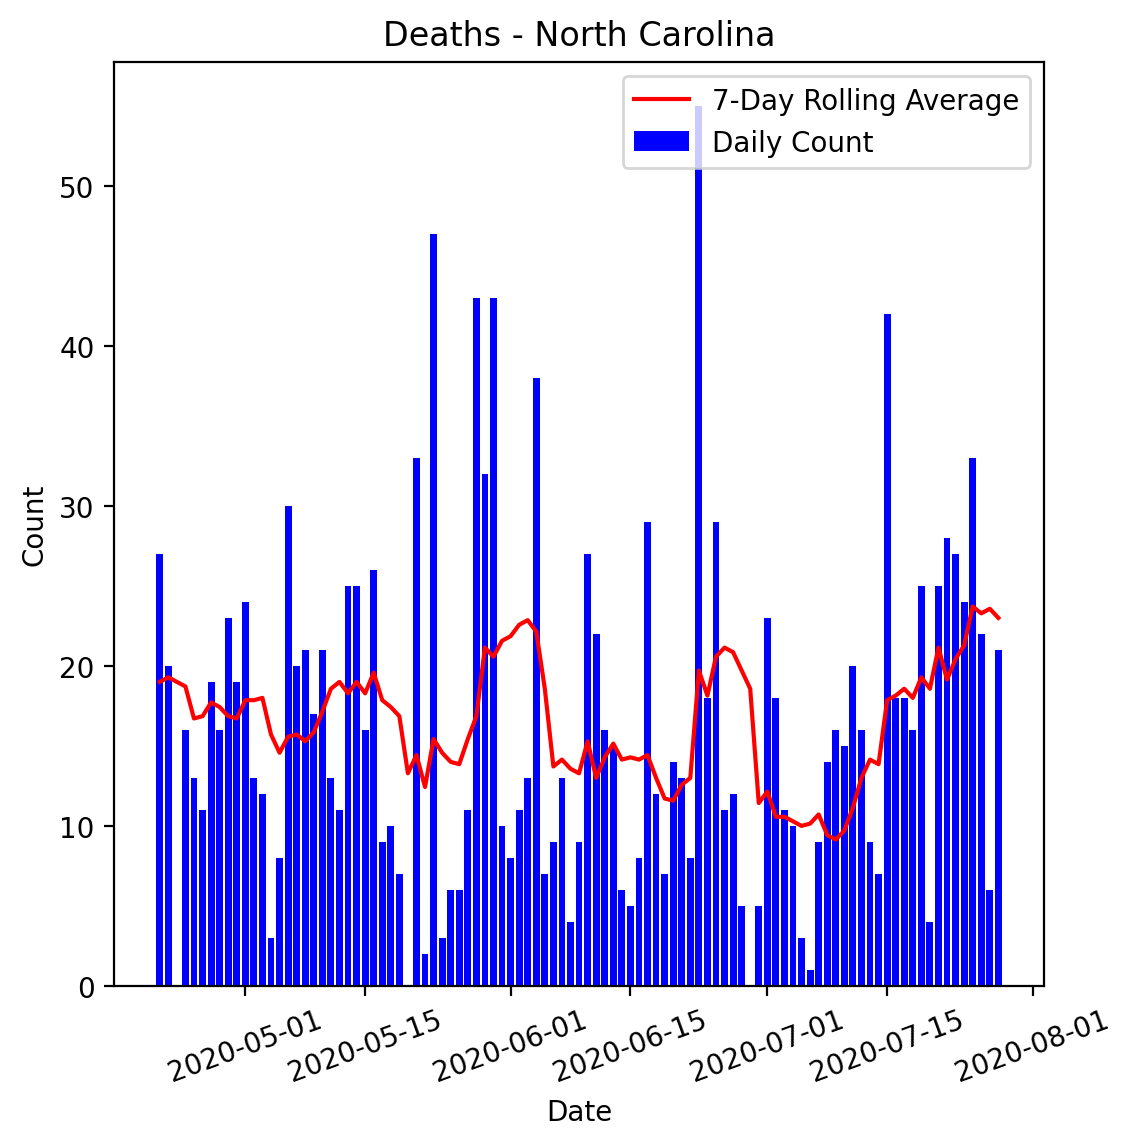 Deaths - North Carolina
7-Day Rolling Average
Daily Count
50
40
30
20
10
0
Count
2020-05-01
2020-05-15
2020-06-01
2020-06-15
2020-07-01
2020-07-15
2020-08-01
Date